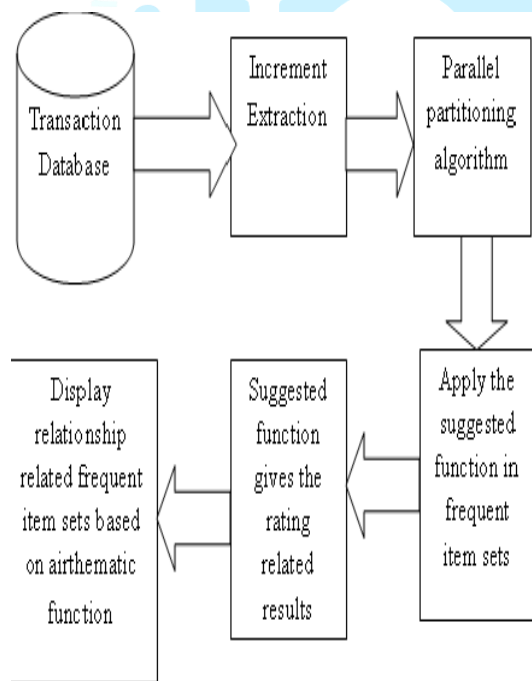 Transaction
Database
Increment
Extraction
Parallel
partitioning
algorithm
Apply the
suggested
function in
frequent
item sets
Suggested
function
gives the
rating
related
results
Display
relationship
related frequent
item sets based
on airthematic
function